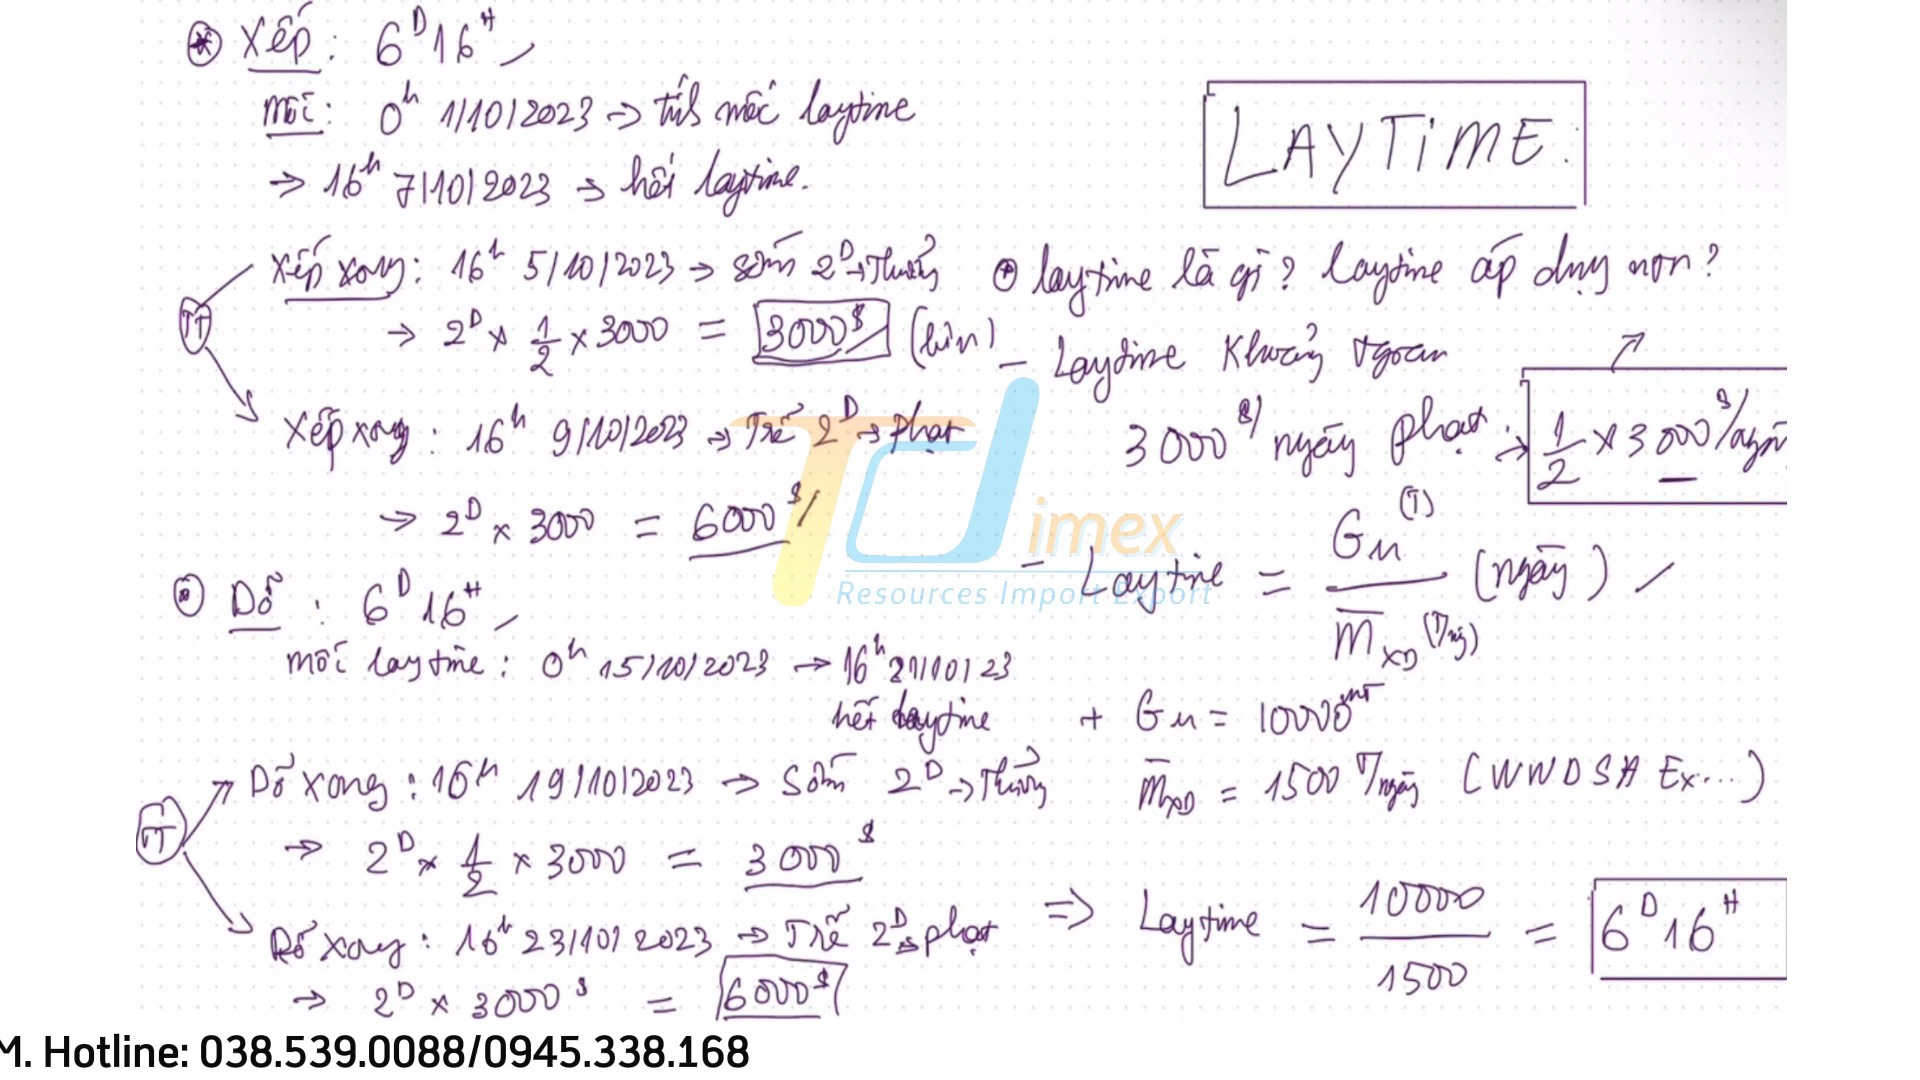 Xếp: 6D16H
mốc: 0h 1/10/2023 → tính mốc laytime
→ 16h 7/10/2023 → hết laytime.
Xếp xong: 16h 5/10/2023 → sớm 2D → Thưởng
TT
→ 2D x 1/2 x 3000 = 3000$
Xếp xong: 16h 9/10/2023 → Trễ 2D → phạt
→ 2D x 3000 = 6000$
Dỡ: 6D16H
mốc laytime: 0h 15/10/2023 → 16h 21/10/23
hết laytime
Dỡ xong: 16h 19/10/2023 → sớm 2D → Thưởng
TT
→ 2D x 1/2 x 3000 = 3000$
Dỡ xong: 16h 23/10/2023 → Trễ 2D → phạt
→ 2D x 3000$ = 6000$
LAYTIME.
+ laytime là gì? laytime áp dụng non?
- Laytime Khoảng
3000$/ngày phạt. → 1/2 x 3000$/ngày
- Laytime = Gu(T) / mXD(T/ng) (ngày)
+ Gu = 10000MT
mXD = 1500 T/ngày (WWDSH Ex...)
⇒ Laytime = 10000 / 1500 = 6D16H
TD imex
Resources Import Export
M. Hotline: 038.539.0088/0945.338.168